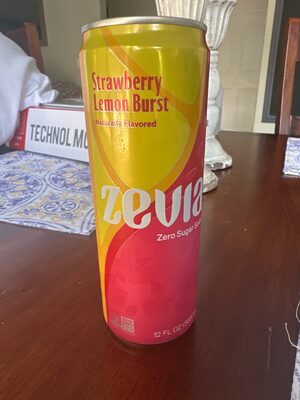 Strawberry
Lemon Burst
Naturally Flavored
zevia
Zero Sugar
12 FL OZ
TECHNOL